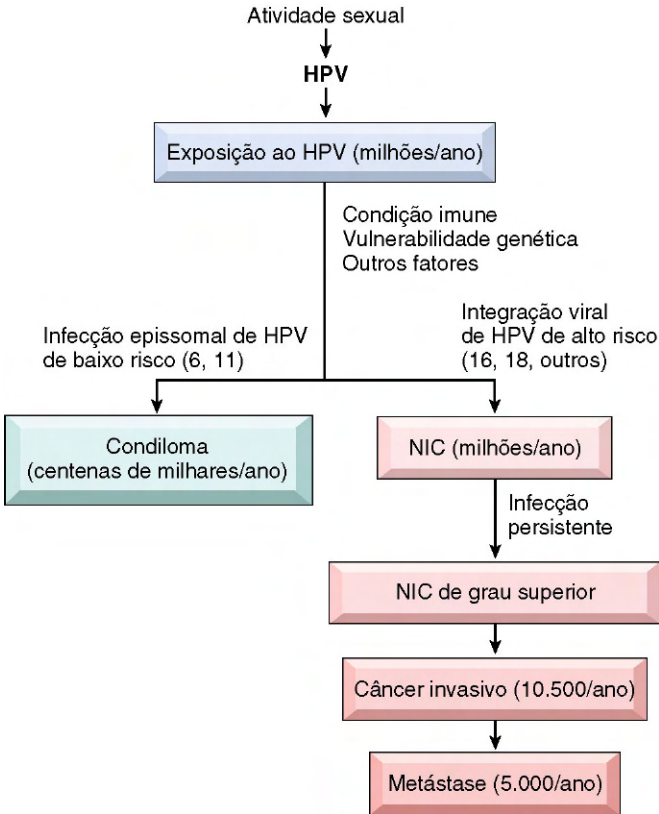 Atividade sexual
HPV
Exposição ao HPV (milhões/ano)
Condição imune
Vulnerabilidade genética
Outros fatores
Infecção epissomal de HPV
de baixo risco (6, 11)
Integração viral
de HPV de alto risco
(16, 18, outros)
Condiloma
(centenas de milhares/ano)
NIC (milhões/ano)
Infecção
persistente
NIC de grau superior
Câncer invasivo (10.500/ano)
Metástase (5.000/ano)